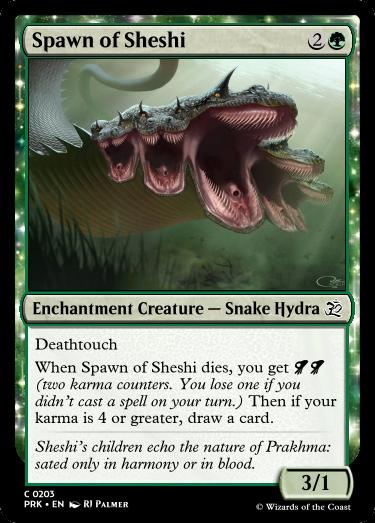 Spawn of Sheshi 2
Enchantment Creature — Snake Hydra
Deathtouch
When Spawn of Sheshi dies, you get
(two karma counters. You lose one if you
didn't cast a spell on your turn.) Then if your
karma is 4 or greater, draw a card.
Sheshi's children echo the nature of Prakhma:
sated only in harmony or in blood.
3/1
C 0203
PRK • EN RJ PALMER
© Wizards of the Coast